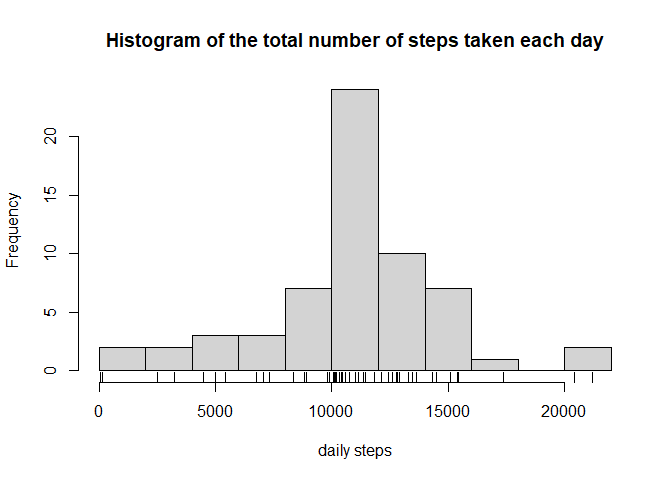 Histogram of the total number of steps taken each day
Frequency
20
15
10
5
0
0 5000 10000 15000 20000
daily steps